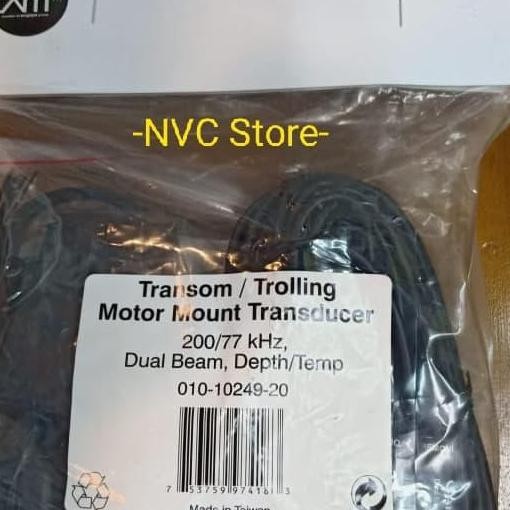 -NVC Store-
Transom / Trolling
Motor Mount Transducer
200/77 kHz,
Dual Beam, Depth/Temp
010-10249-20
7 53759 97416 3
Made in Taiwan